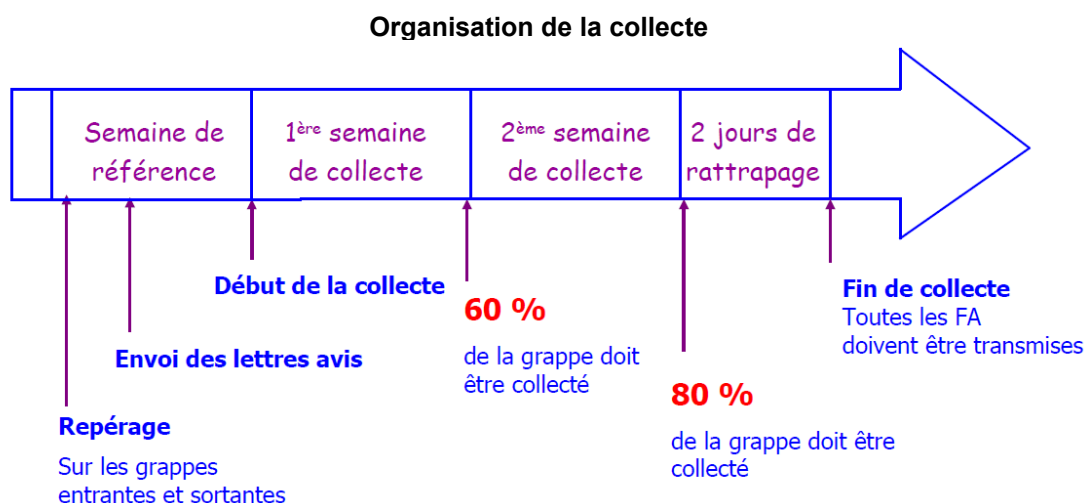 Organisation de la collecte
Semaine de
référence
1ère semaine
de collecte
2ème semaine
de collecte
2 jours de
rattrapage
Début de la collecte
Envoi des lettres avis
Repérage
Sur les grappes
entrantes et sortantes
60 %
de la grappe doit
être collecté
80 %
de la grappe doit être
collecté
Fin de collecte
Toutes les FA
doivent être transmises